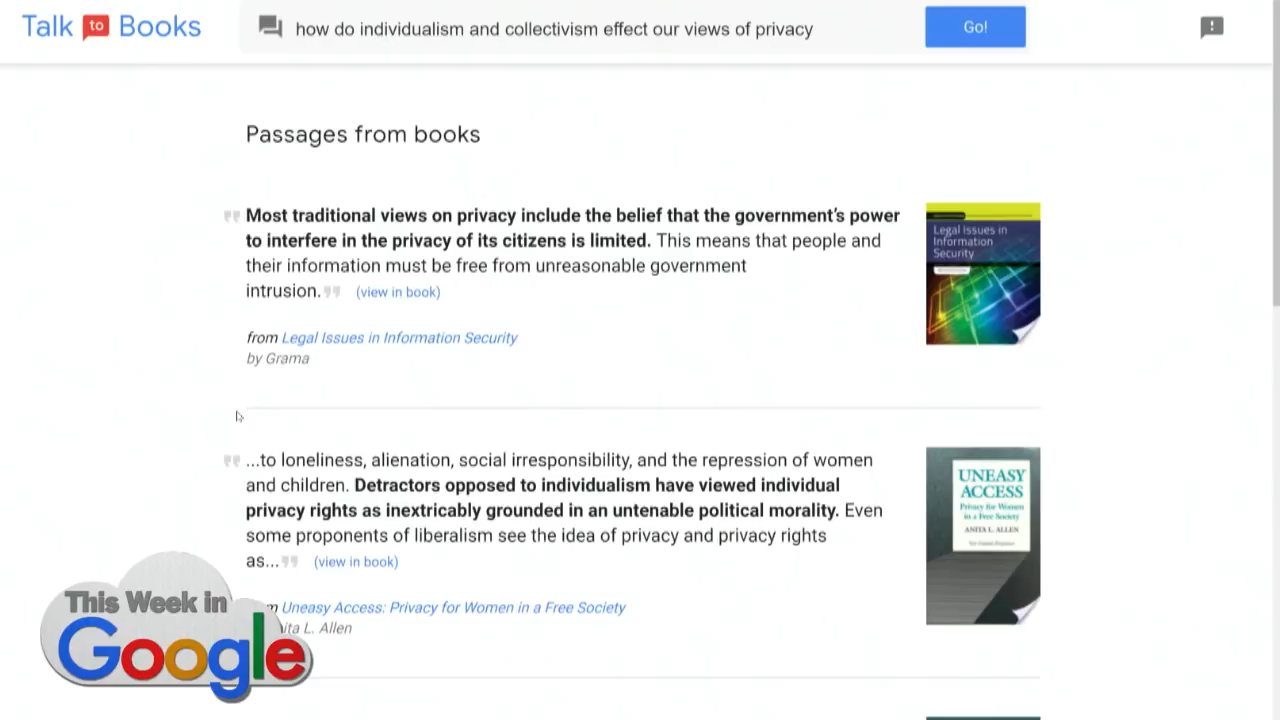 Talk to Books
how do individualism and collectivism effect our views of privacy
Go!
Passages from books
Most traditional views on privacy include the belief that the government's power
to interfere in the privacy of its citizens is limited. This means that people and
their information must be free from unreasonable government
intrusion. (view in book)
Legal Issues in
Information
Security
from Legal Issues in Information Security
by Grama
...to loneliness, alienation, social irresponsibility, and the repression of women
and children. Detractors opposed to individualism have viewed individual
privacy rights as inextricably grounded in an untenable political morality. Even
some proponents of liberalism see the idea of privacy and privacy rights
as... (view in book)
UNEASY
ACCESS
Privacy for Women
in a Free Society
ANITA L. ALLEN
Uneasy Access: Privacy for Women in a Free Society
L. Allen
This Week in
Google